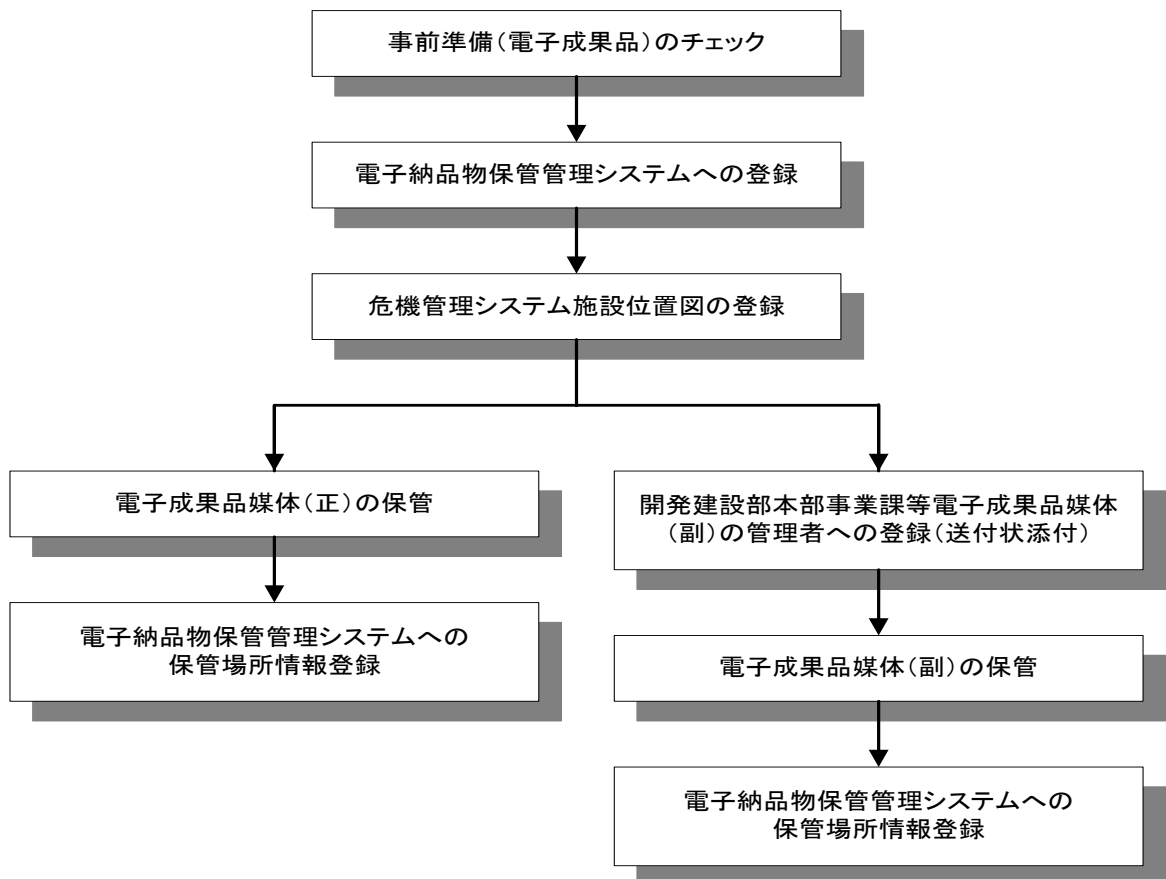 事前準備(電子成果品)のチェック
電子納品物保管管理システムへの登録
危機管理システム施設位置図の登録
電子成果品媒体(正)の保管
電子納品物保管管理システムへの
保管場所情報登録
開発建設部本部事業課等電子成果品媒体
(副)の管理者への登録(送付状添付)
電子成果品媒体(副)の保管
電子納品物保管管理システムへの
保管場所情報登録